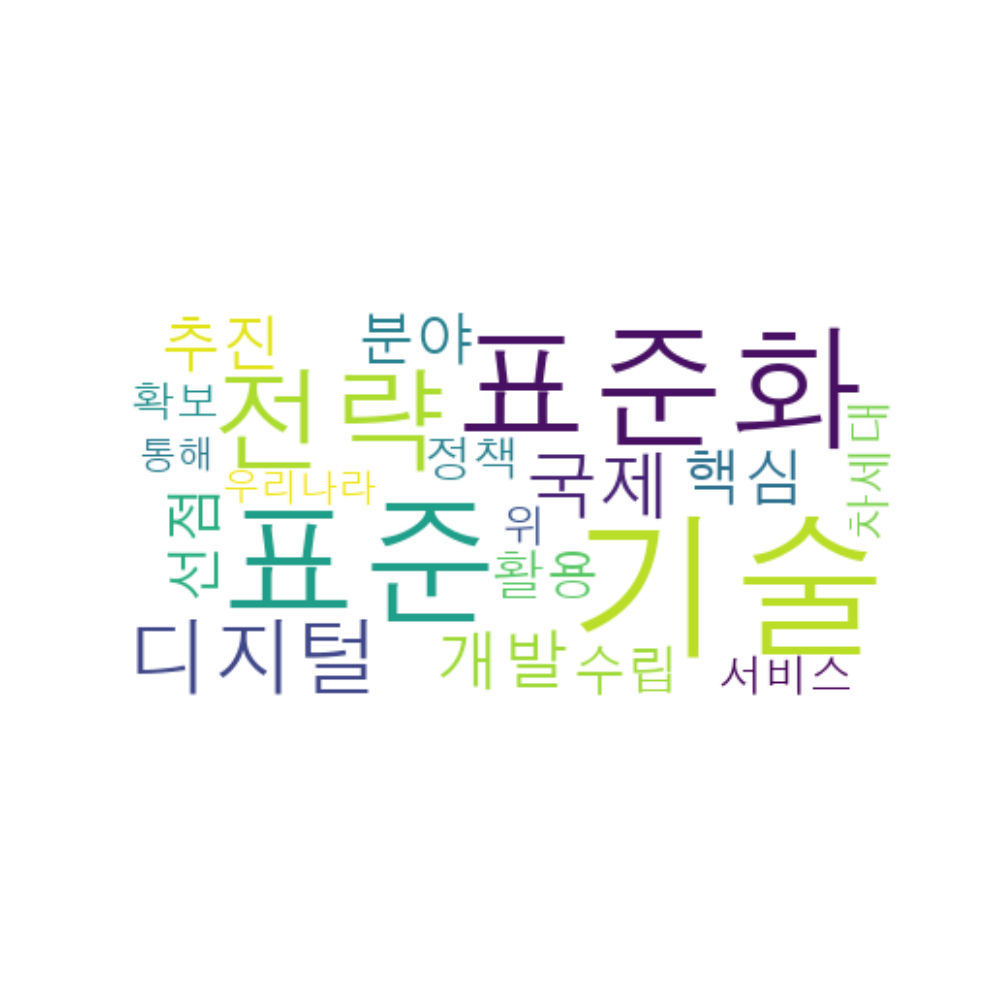 추진
분야
표준화
확보
전략
차세대
통해
정책
국제
핵심
우리나라
선점
표준
위
기술
활용
디지털
개발
수립
서비스